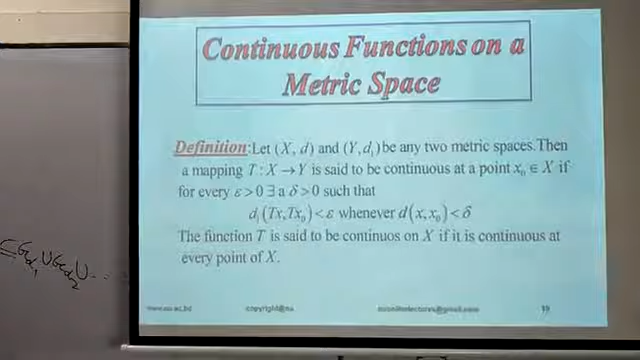 Continuous Functions on a
Metric Space
Definition: Let (X, d) and (Y, d₁) be any two metric spaces. Then
a mapping T : X → Y is said to be continuous at a point x₀ ∈ X if
for every ε > 0 ∃ a δ > 0 such that
d₁(Tx, Tx₀) < ε whenever d(x, x₀) < δ
The function T is said to be continuos on X if it is continuous at
every point of X.
copyright@nu
19